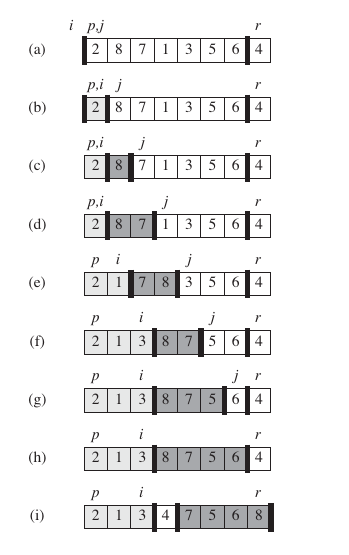 i p,j r
(a) 2 8 7 1 3 5 6 4
p,i j r
(b) 2 8 7 1 3 5 6 4
p,i j r
(c) 2 8 7 1 3 5 6 4
p,i j r
(d) 2 8 7 1 3 5 6 4
p i j r
(e) 2 1 7 8 3 5 6 4
p i j r
(f) 2 1 3 8 7 5 6 4
p i j r
(g) 2 1 3 8 7 5 6 4
p i r
(h) 2 1 3 8 7 5 6 4
p i r
(i) 2 1 3 4 7 5 6 8